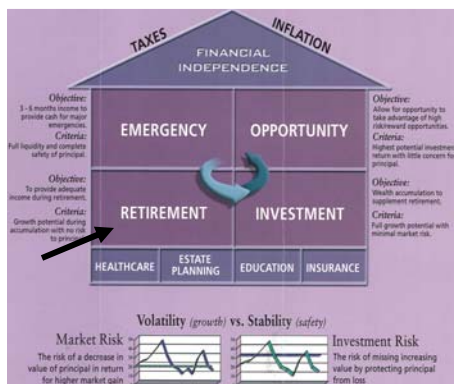 TAXES
INFLATION
FINANCIAL
INDEPENDENCE
Objective:
3 - 6 months income to
provide cash for major
emergencies.
Criteria:
Full liquidity and complete
safety of principal.
EMERGENCY
OPPORTUNITY
Objective:
Allow for opportunity to
take advantage of high
risk/reward opportunities.
Criteria:
Highest potential investment
return with little concern for
principal.
Objective:
To provide adequate
income during retirement.
Criteria:
Growth potential during
accumulation with no risk
to principal
RETIREMENT
INVESTMENT
Objective:
Wealth accumulation to
supplement retirement.
Criteria:
Full growth potential with
minimal market risk.
HEALTHCARE
ESTATE
PLANNING
EDUCATION
INSURANCE
Volatility (growth) vs. Stability (safety)
Market Risk
The risk of a decrease in
value of principal in return
for higher market gain
Investment Risk
The risk of missing increasing
value by protecting principal
from loss